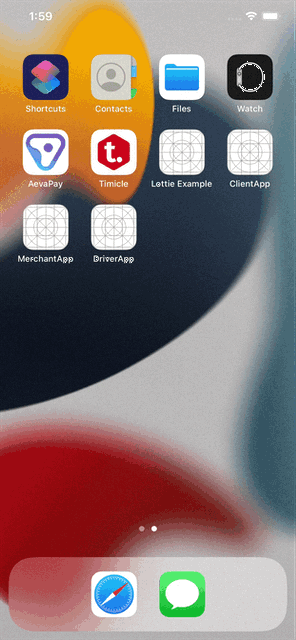 1:59
Shortcuts Contacts Files Watch
t.
AevaPay Timicle Lottie Example ClientApp
MerchantApp DriverApp